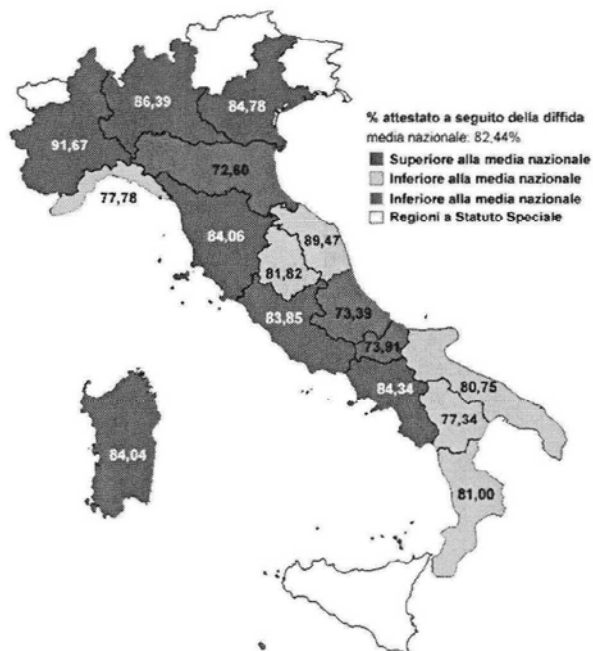 86,39
84,78
91,67
% attestato a seguito della diffida
media nazionale: 82,44%
Superiore alla media nazionale
Inferiore alla media nazionale
Inferiore alla media nazionale
Regioni a Statuto Speciale
72,60
77,78
84,06
89,47
81,82
83,85
73,39
73,91
84,34
80,75
77,34
84,04
81,00